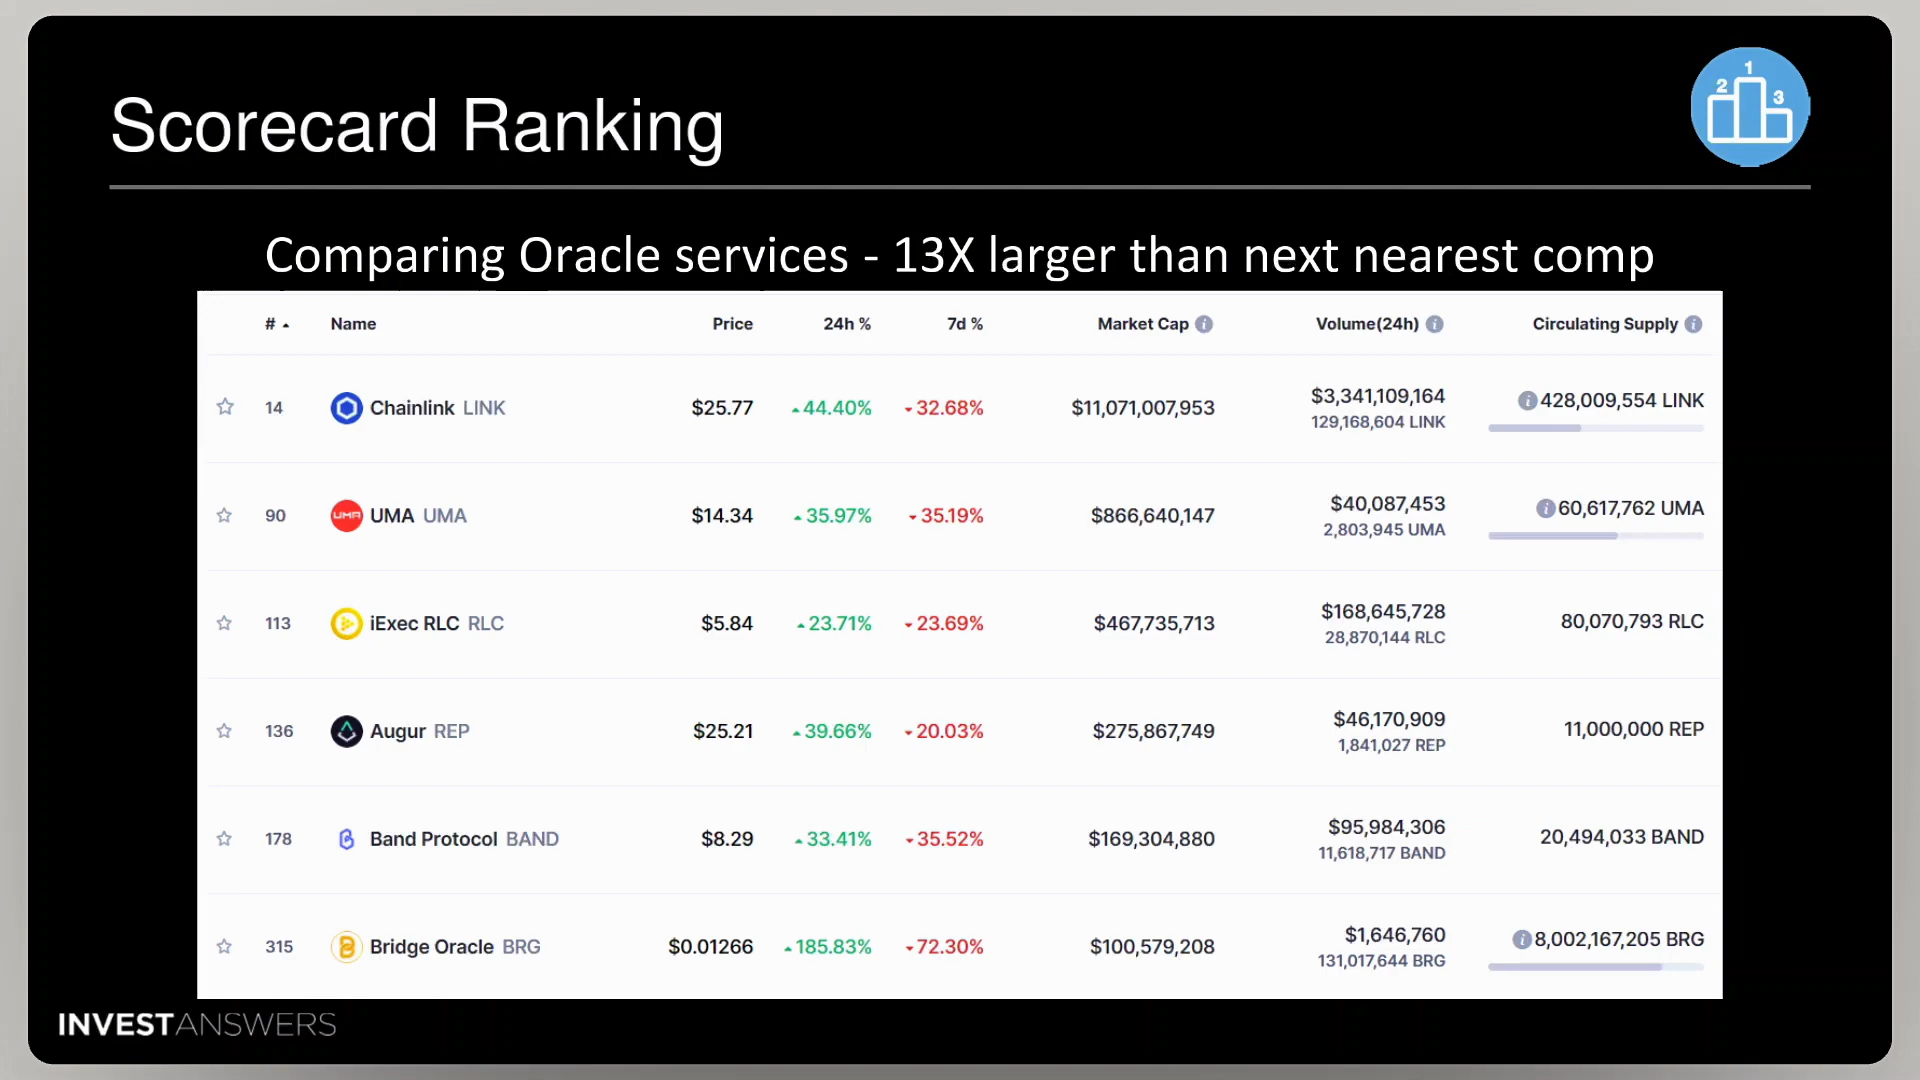 Scorecard Ranking
1
2
3
Comparing Oracle services - 13X larger than next nearest comp
# Name Price 24h % 7d % Market Cap Volume(24h) Circulating Supply
14 Chainlink LINK $25.77 44.40% 32.68% $11,071,007,953 $3,341,109,164 428,009,554 LINK
129,168,604 LINK
90 UMA UMA $14.34 35.97% 35.19% $866,640,147 $40,087,453 60,617,762 UMA
2,803,945 UMA
113 iExec RLC RLC $5.84 23.71% 23.69% $467,735,713 $168,645,728 80,070,793 RLC
28,870,144 RLC
136 Augur REP $25.21 39.66% 20.03% $275,867,749 $46,170,909 11,000,000 REP
1,841,027 REP
178 Band Protocol BAND $8.29 33.41% 35.52% $169,304,880 $95,984,306 20,494,033 BAND
11,618,717 BAND
315 Bridge Oracle BRG $0.01266 185.83% 72.30% $100,579,208 $1,646,760 8,002,167,205 BRG
131,017,644 BRG
INVESTANSWERS